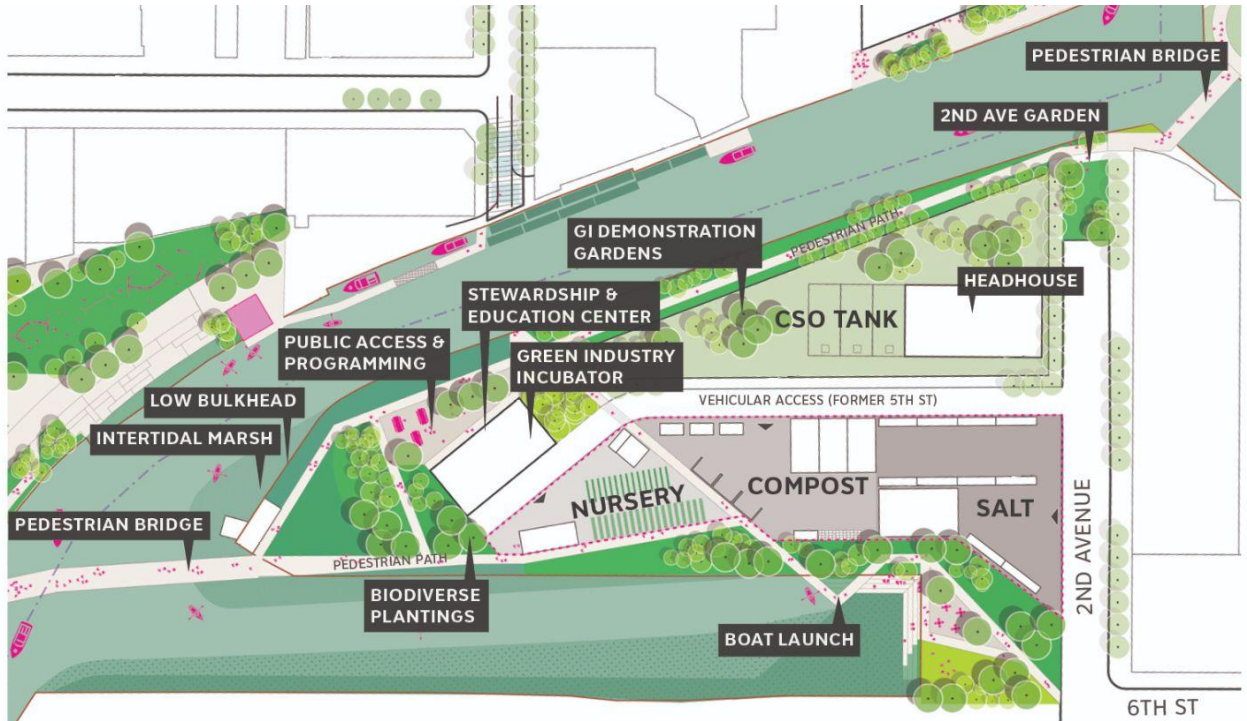 PEDESTRIAN BRIDGE
2ND AVE GARDEN
GI DEMONSTRATION
GARDENS
PEDESTRIAN PATH
HEADHOUSE
STEWARDSHIP &
EDUCATION CENTER
CSO TANK
PUBLIC ACCESS &
PROGRAMMING
GREEN INDUSTRY
INCUBATOR
LOW BULKHEAD
VEHICULAR ACCESS (FORMER 5TH ST)
INTERTIDAL MARSH
NURSERY
COMPOST
SALT
PEDESTRIAN BRIDGE
PEDESTRIAN PATH
2ND AVENUE
BIODIVERSE
PLANTINGS
BOAT LAUNCH
6TH ST